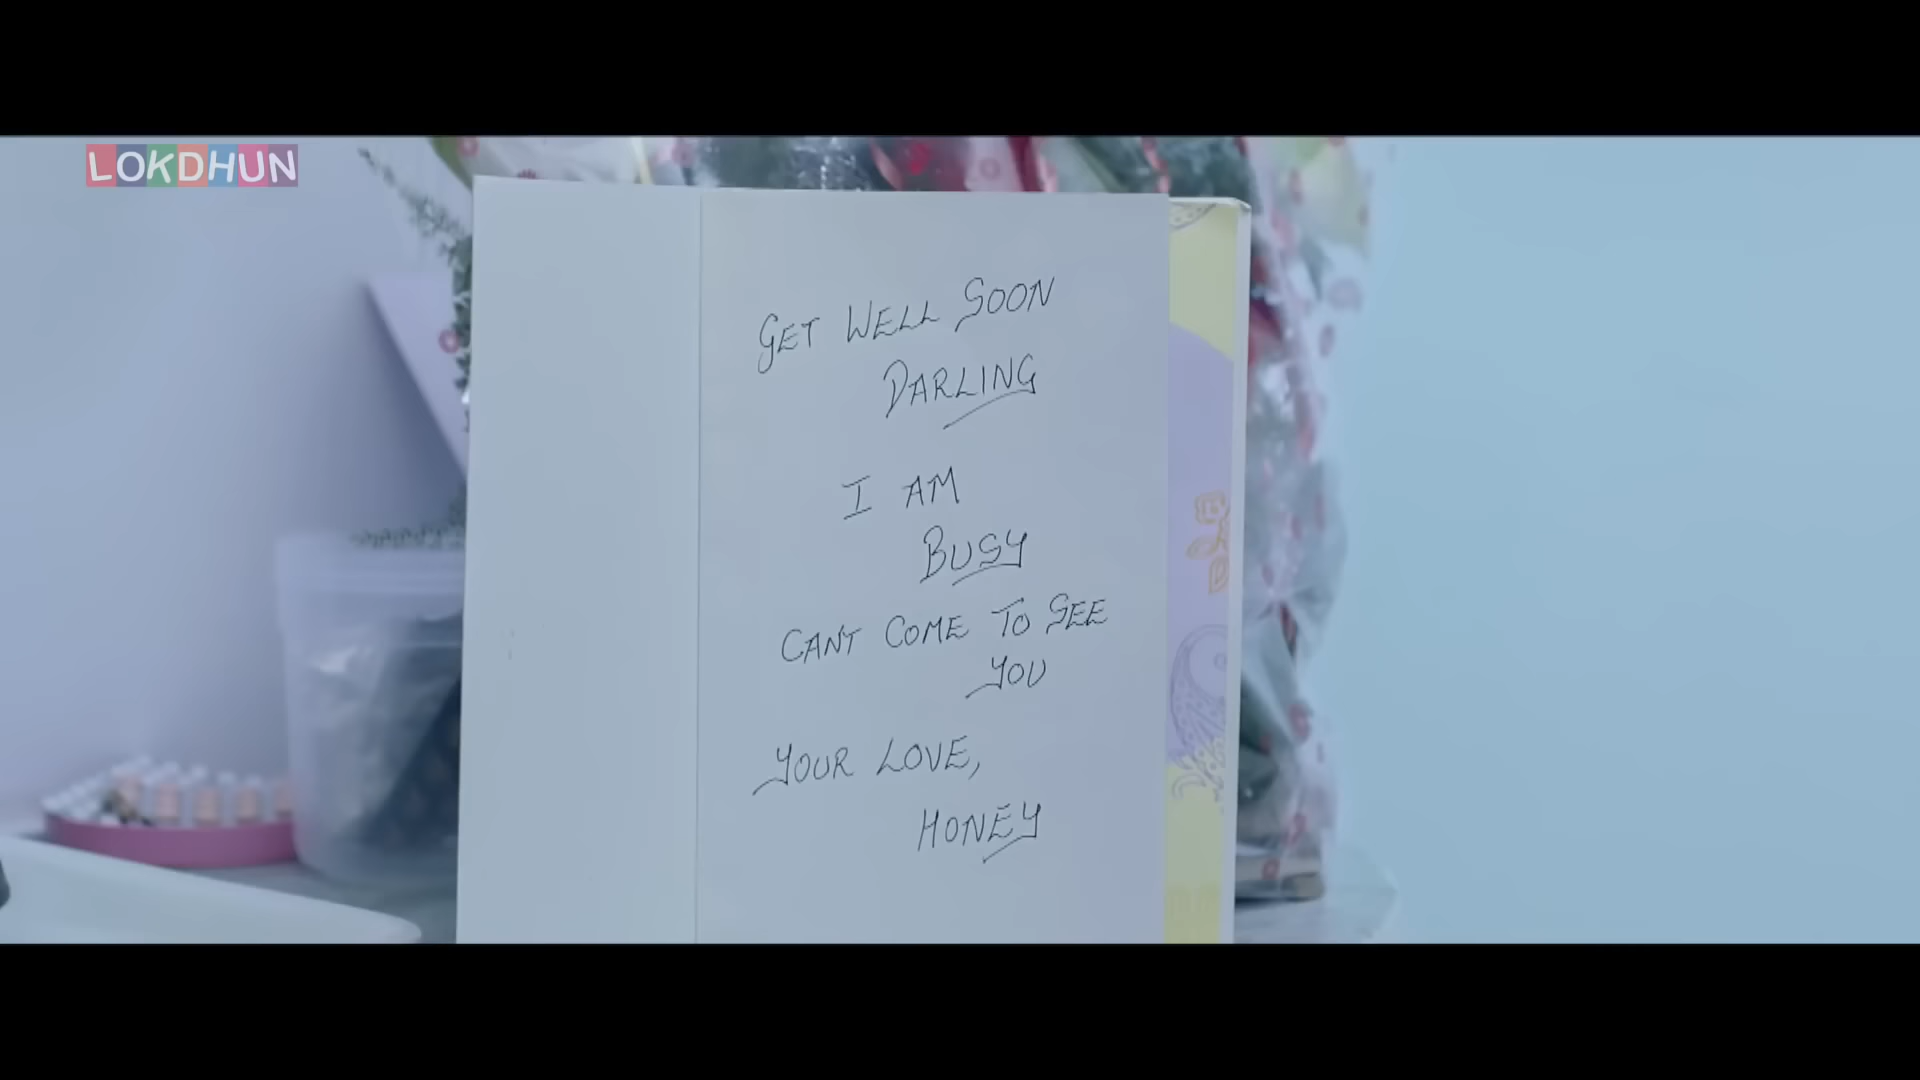 LOKDHUN
GET WELL SOON
DARLING
I AM
BUSY
CANT COME TO SEE
YOU
YOUR LOVE,
HONEY